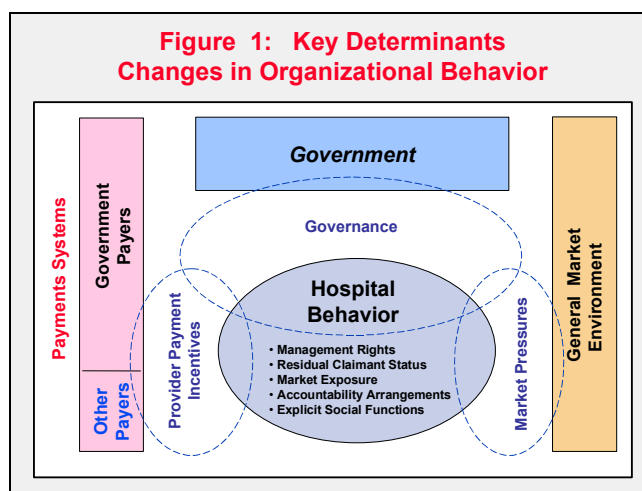 Figure 1: Key Determinants
Changes in Organizational Behavior
Payments Systems
Government
Payers
Other
Payers
Provider Payment
Incentives
Government
Governance
Hospital
Behavior
• Management Rights
• Residual Claimant Status
• Market Exposure
• Accountability Arrangements
• Explicit Social Functions
Market Pressures
General Market
Environment